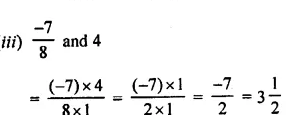 iii) -7/8 and 4
= (-7)×4 / 8×1 = (-7)×1 / 2×1 = -7/2 = 3 1/2